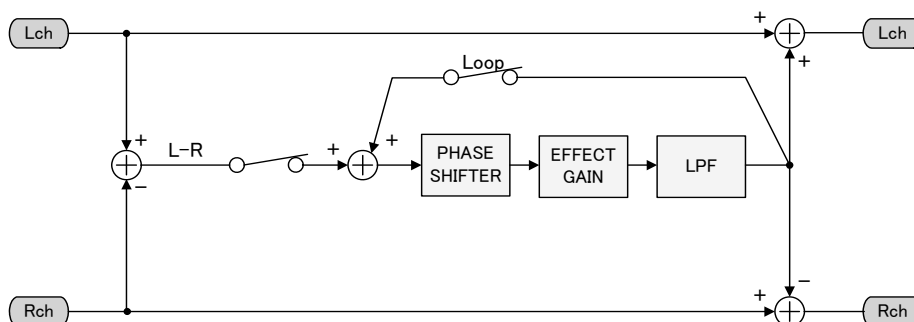 Lch
+
Lch
+
Loop
+
L-R
+
+
PHASE
SHIFTER
EFFECT
GAIN
LPF
−
−
Rch
+
Rch